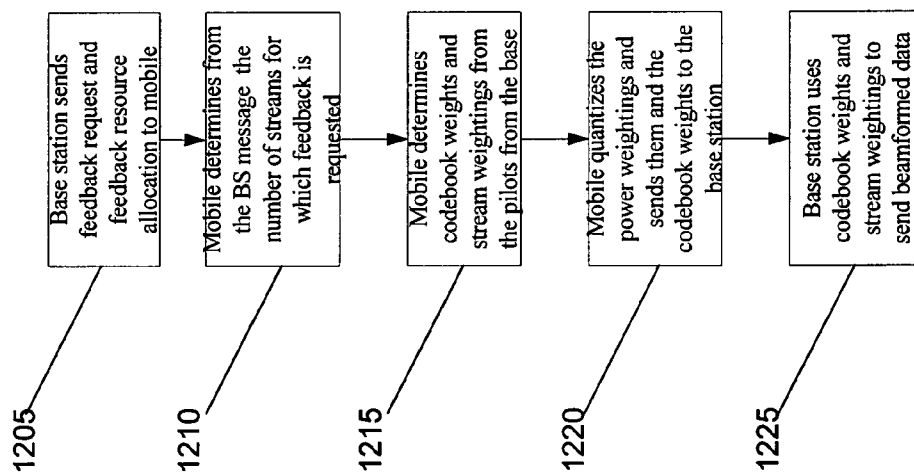 1205
Base station sends
feedback request and
feedback resource
allocation to mobile
1210
Mobile determines from
the BS message the
number of streams for
which feedback is
requested
1215
Mobile determines
codebook weights and
stream weightings from
the pilots from the base
1220
Mobile quantizes the
power weightings and
sends them and the
codebook weights to the
base station
1225
Base station uses
codebook weights and
stream weightings to
send beamformed data